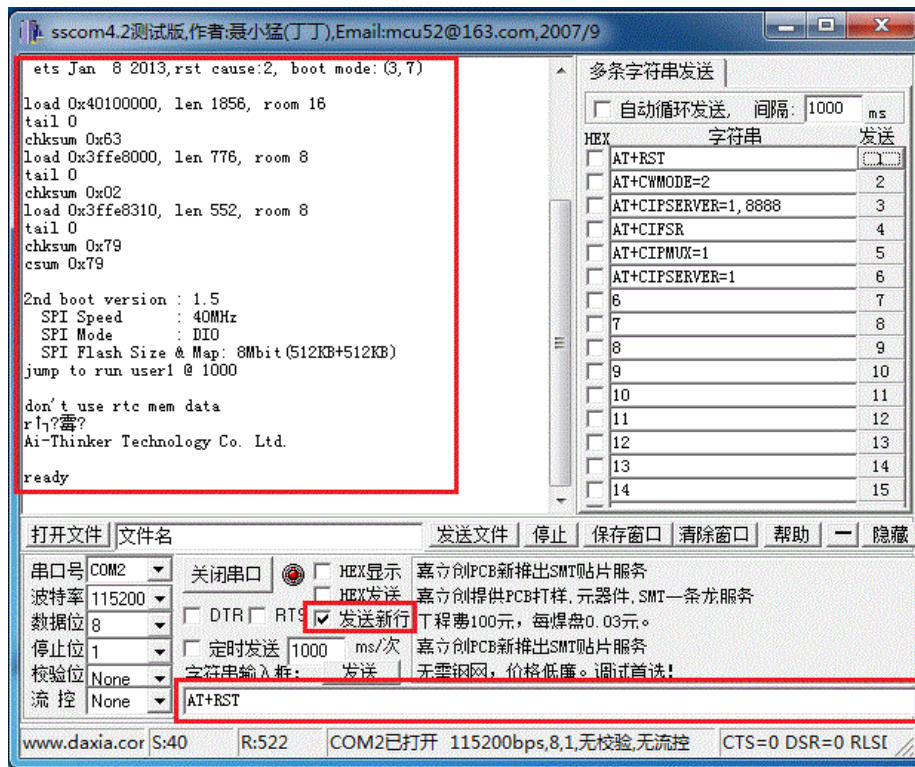 sscom4.2测试版,作者:聂小猛(丁丁),Email:mcu52@163.com,2007/9
ets Jan 8 2013,rst cause:2, boot mode:(3,7)
load 0x40100000, len 1856, room 16
tail 0
chksum 0x63
load 0x3ffe8000, len 776, room 8
tail 0
chksum 0x02
load 0x3ffe8310, len 552, room 8
tail 0
chksum 0x79
csum 0x79
2nd boot version : 1.5
SPI Speed : 40MHz
SPI Mode : DIO
SPI Flash Size & Map: 8Mbit(512KB+512KB)
jump to run user1 @ 1000
don't use rtc mem data
Ai-Thinker Technology Co. Ltd.
ready
多条字符串发送
自动循环发送, 间隔: 1000 ms
HEX 字符串 发送
AT+RST 1
AT+CWMODE=2 2
AT+CIPSERVER=1,8888 3
AT+CIFSR 4
AT+CIPMUX=1 5
AT+CIPSERVER=1 6
6 7
7 8
8 9
9 10
10 11
11 12
12 13
13 14
14 15
打开文件 文件名 发送文件 停止 保存窗口 清除窗口 帮助 — 隐藏
串口号 COM2 关闭串口 HEX显示 嘉立创PCB新推出SMT贴片服务
波特率 115200 HEX发送 嘉立创提供PCB打样.元器件.SMT一条龙服务
数据位 8 DTR RTS 发送新行 工程费100元，每焊盘0.03元。
停止位 1 定时发送 1000 ms/次 嘉立创PCB新推出SMT贴片服务
校验位 None 字符串输入框: 发送 无需钢网，价格低廉。调试首选!
流 控 None AT+RST
www.daxia.cor S:40 R:522 COM2已打开 115200bps,8,1,无校验,无流控 CTS=0 DSR=0 RLSI